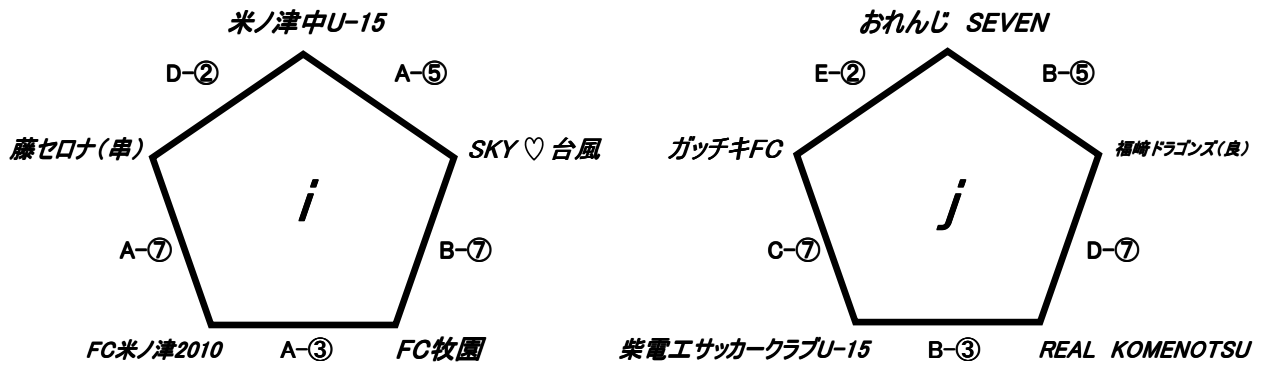 米ノ津中U-15
おれんじ SEVEN
D-②
A-⑤
E-②
B-⑤
藤セロナ(串)
SKY ♡ 台風
ガッチキFC
福崎ドラゴンズ(良)
i
j
A-⑦
B-⑦
C-⑦
D-⑦
FC米ノ津2010
A-③
FC牧園
柴電工サッカークラブU-15
B-③
REAL KOMENOTSU